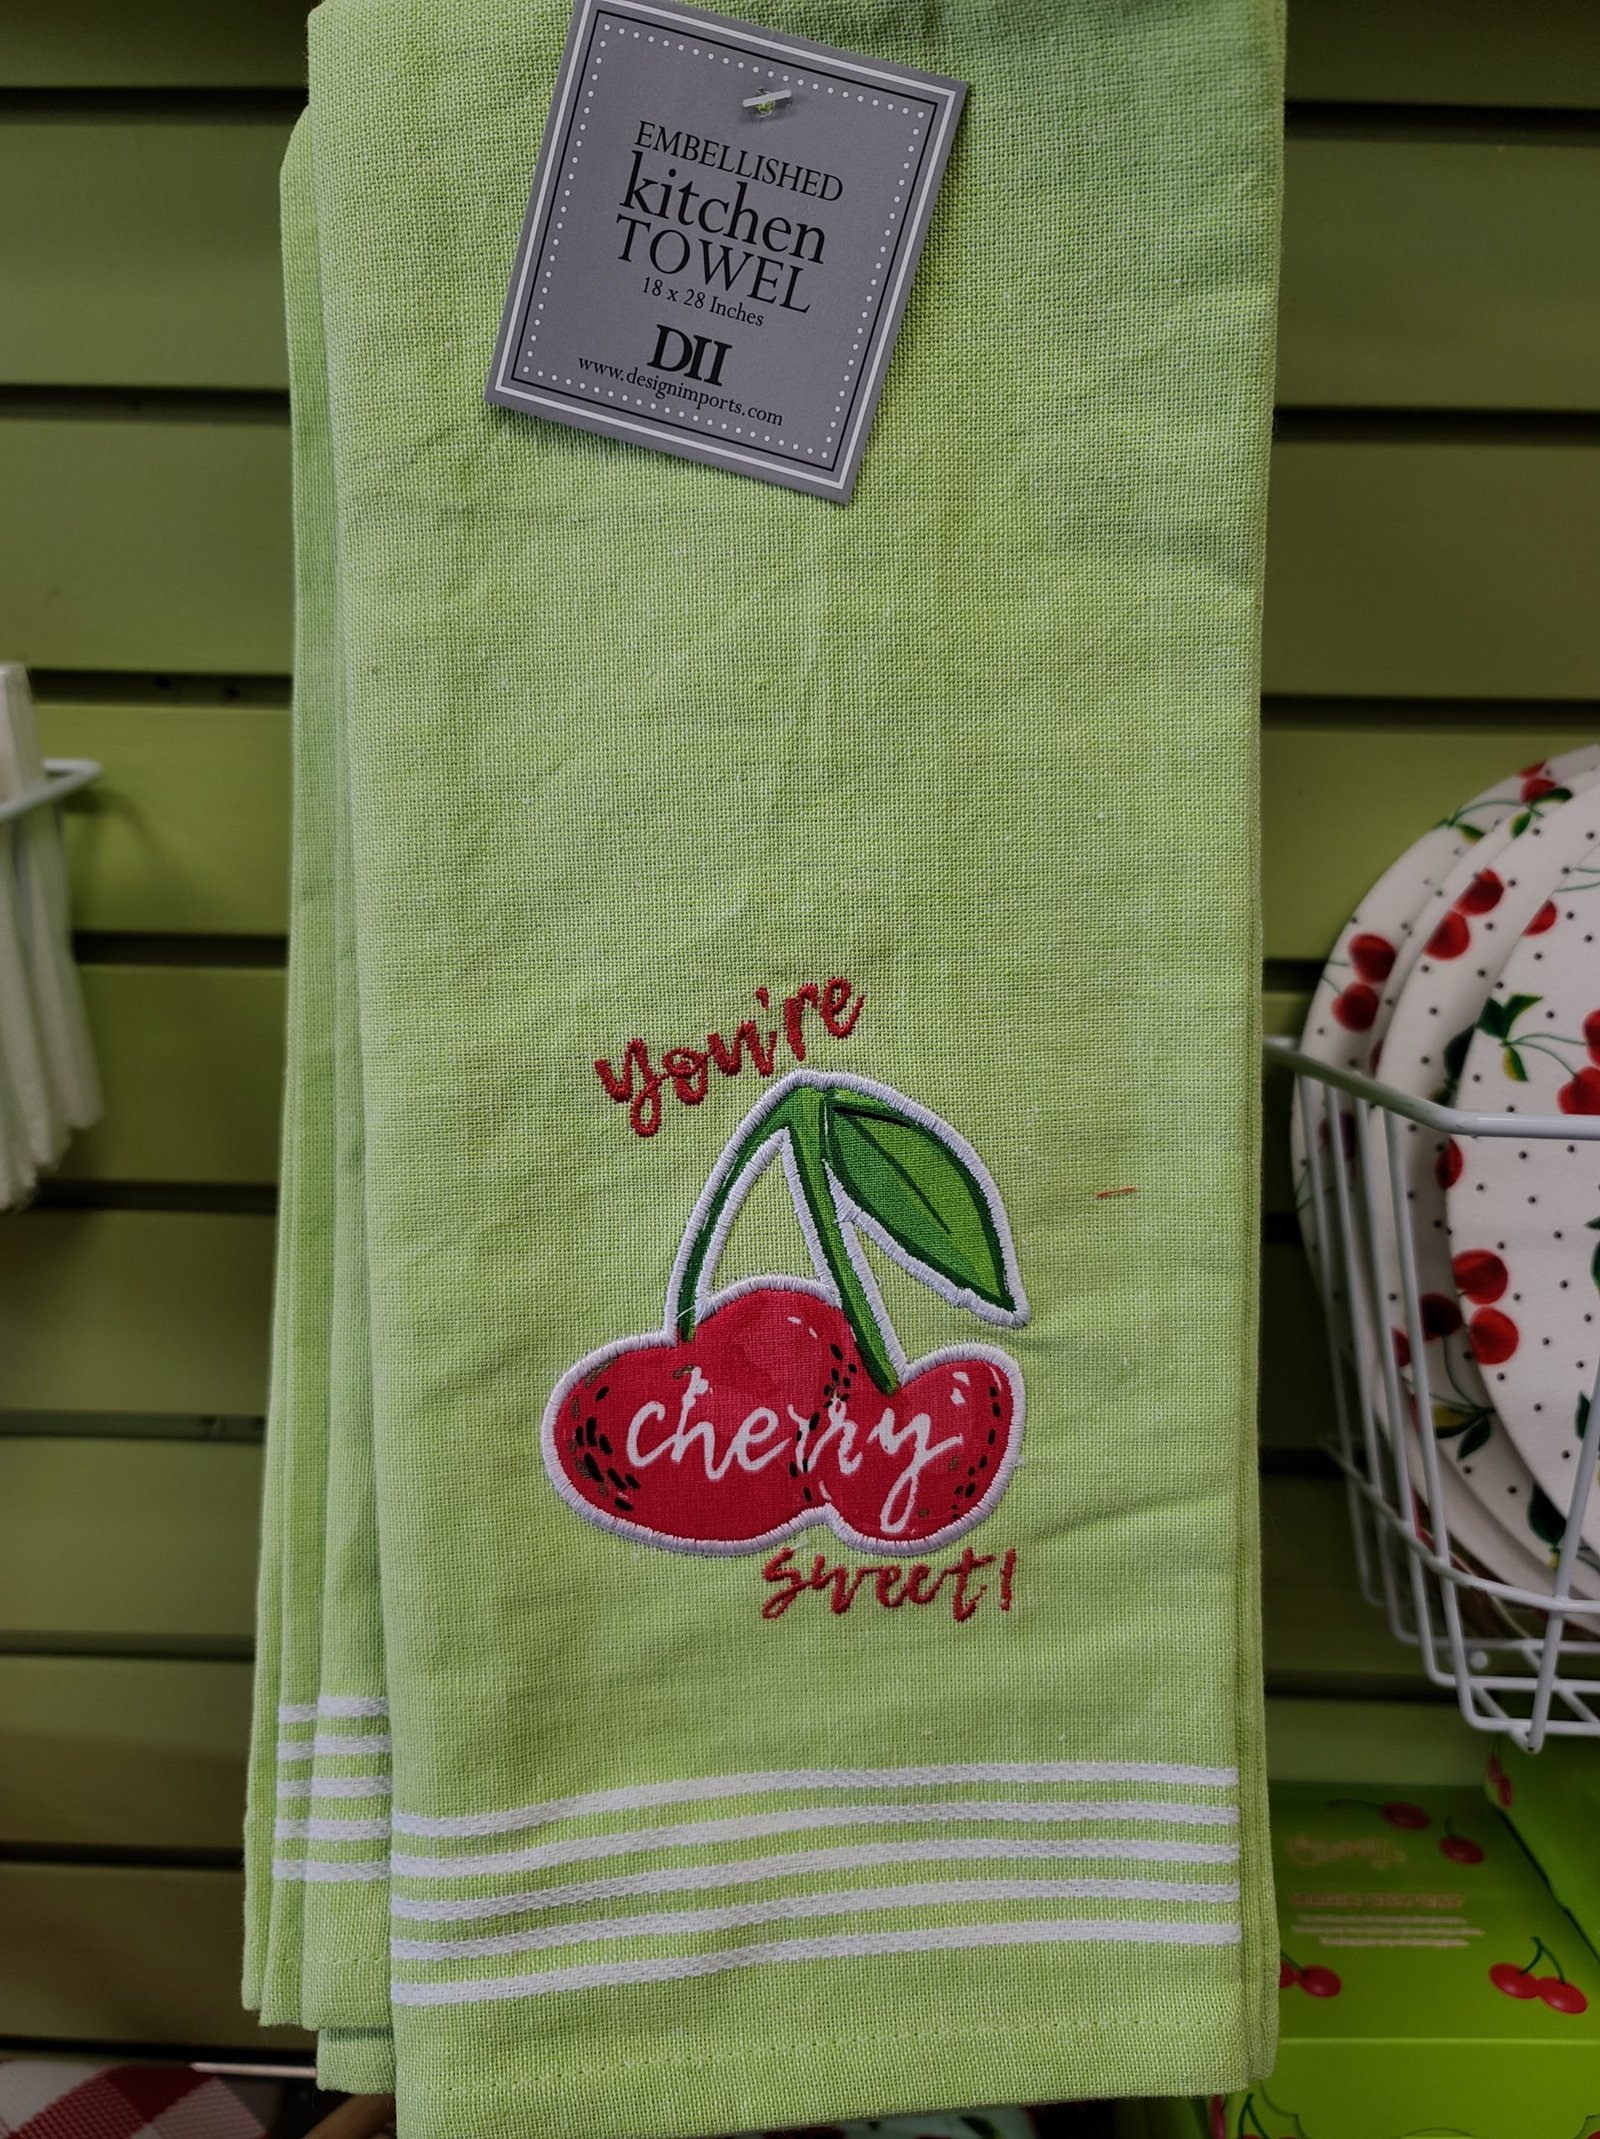 EMBELLISHED
kitchen
TOWEL
18 x 28 Inches
DII
www.designimports.com
you're
cherry
sweet!